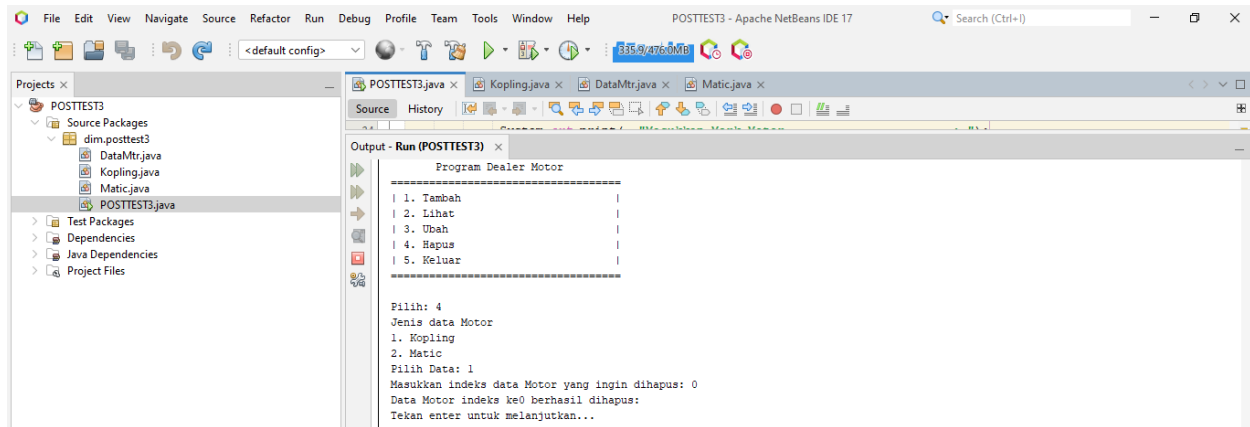 File Edit View Navigate Source Refactor Run Debug Profile Team Tools Window Help POSTTEST3 - Apache NetBeans IDE 17 Search (Ctrl+I)
<default config> 335.9/476.0MB
Projects
POSTTEST3.java Kopling.java DataMtr.java Matic.java
POSTTEST3
Source Packages
dim.posttest3
DataMtr.java
Kopling.java
Matic.java
POSTTEST3.java
Test Packages
Dependencies
Java Dependencies
Project Files
Source History
Output - Run (POSTTEST3)
Program Dealer Motor
====================================
| 1. Tambah |
| 2. Lihat |
| 3. Ubah |
| 4. Hapus |
| 5. Keluar |
====================================
Pilih: 4
Jenis data Motor
1. Kopling
2. Matic
Pilih Data: 1
Masukkan indeks data Motor yang ingin dihapus: 0
Data Motor indeks ke0 berhasil dihapus:
Tekan enter untuk melanjutkan...